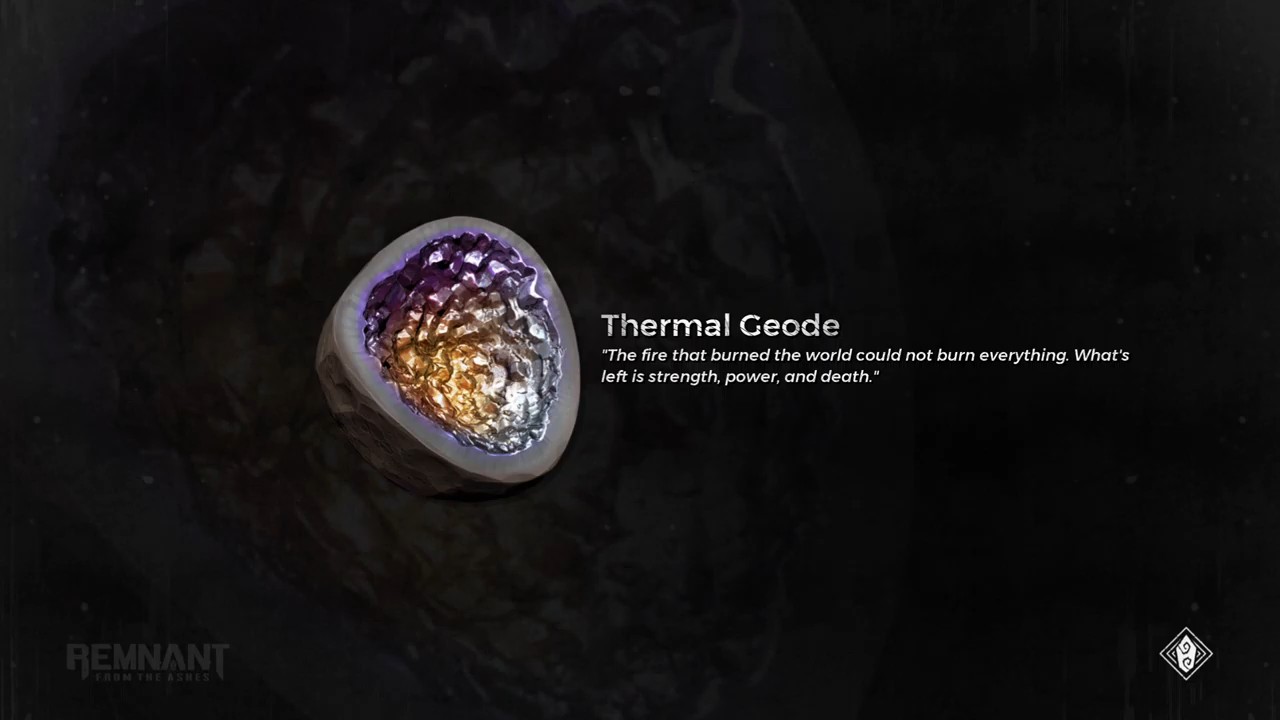 Thermal Geode
"The fire that burned the world could not burn everything. What's
left is strength, power, and death."
REMNANT
FROM THE ASHES